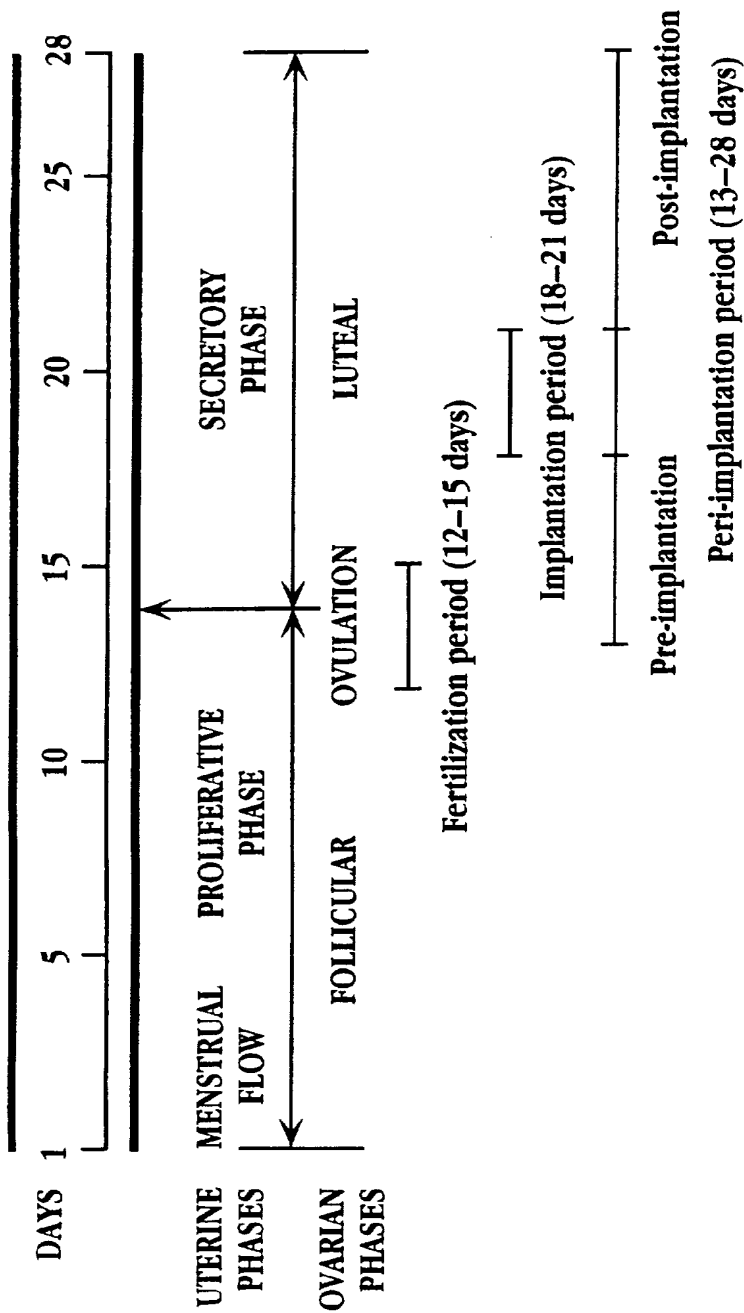 DAYS 1 5 10 15 20 25 28
UTERINE MENSTRUAL PROLIFERATIVE SECRETORY
PHASES FLOW PHASE PHASE
OVARIAN FOLLICULAR OVULATION LUTEAL
PHASES
Fertilization period (12–15 days)
Implantation period (18–21 days)
Pre-implantation Post-implantation
Peri-implantation period (13–28 days)